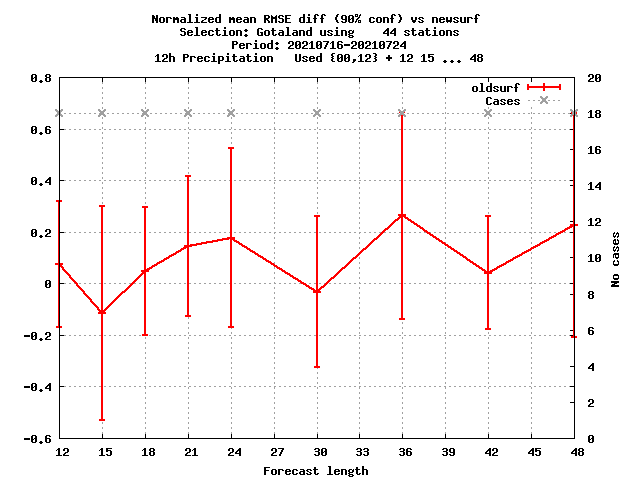 Normalized mean RMSE diff (90% conf) vs newsurf
Selection: Gotaland using    44 stations
Period: 20210716-20210724
12h Precipitation   Used {00,12} + 12 15 ... 48
oldsurf
Cases
0.8
0.6
0.4
0.2
0
-0.2
-0.4
-0.6
20
18
16
14
12
10
8
6
4
2
0
No cases
12 15 18 21 24 27 30 33 36 39 42 45 48
Forecast length